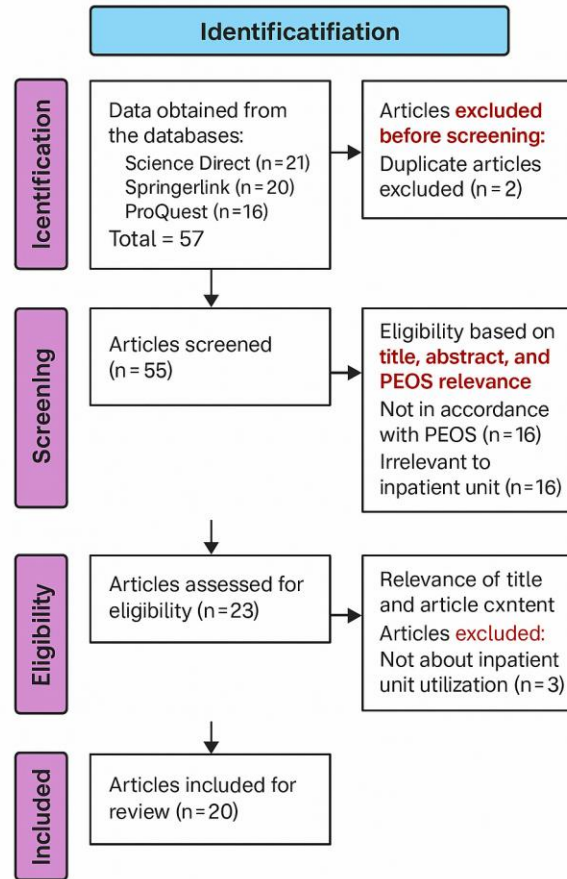 Identificatifiation
Icentification
Data obtained from
the databases:
Science Direct (n=21)
Springerlink (n=20)
ProQuest (n=16)
Total = 57
Articles excluded
before screening:
Duplicate articles
excluded (n=2)
Screening
Articles screened
(n=55)
Eligibility based on
title, abstract, and
PEOS relevance
Not in accordance
with PEOS (n=16)
Irrelevant to
inpatient unit (n=16)
Eligibility
Articles assessed for
eligibility (n=23)
Relevance of title
and article cxntent
Articles excluded:
Not about inpatient
unit utilization (n=3)
Included
Articles included for
review (n=20)